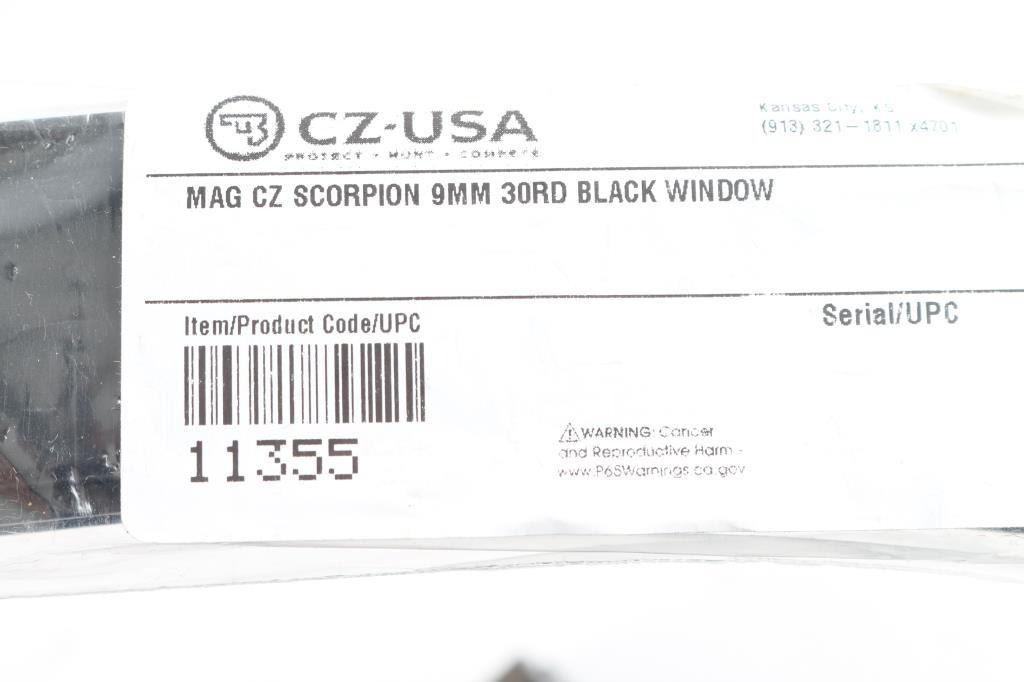 CZ-USA
PROTECT • HUNT • COMPETE
Kansas City, KS
(913) 321-1811 x4701
MAG CZ SCORPION 9MM 30RD BLACK WINDOW
Item/Product Code/UPC
Serial/UPC
11355
WARNING: Cancer
and Reproductive Harm -
www.P65Warnings.ca.gov